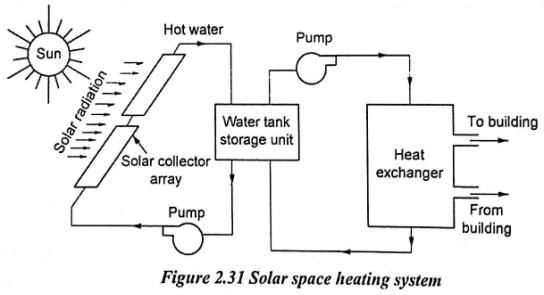 Hot water
Pump
Sun
Solar radiation
Water tank
storage unit
To building
Solar collector
array
Heat
exchanger
Pump
From
building
Figure 2.31 Solar space heating system